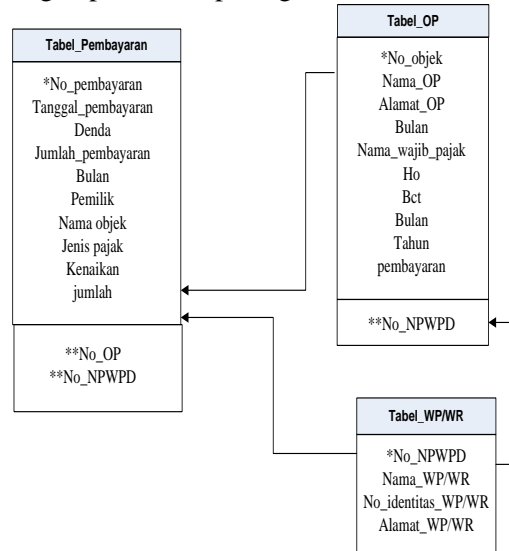 Tabel_Pembayaran
*No_pembayaran
Tanggal_pembayaran
Denda
Jumlah_pembayaran
Bulan
Pemilik
Nama objek
Jenis pajak
Kenaikan
jumlah
**No_OP
**No_NPWPD
Tabel_OP
*No_objek
Nama_OP
Alamat_OP
Bulan
Nama_wajib_pajak
Ho
Bct
Bulan
Tahun
pembayaran
**No_NPWPD
Tabel_WP/WR
*No_NPWPD
Nama_WP/WR
No_identitas_WP/WR
Alamat_WP/WR